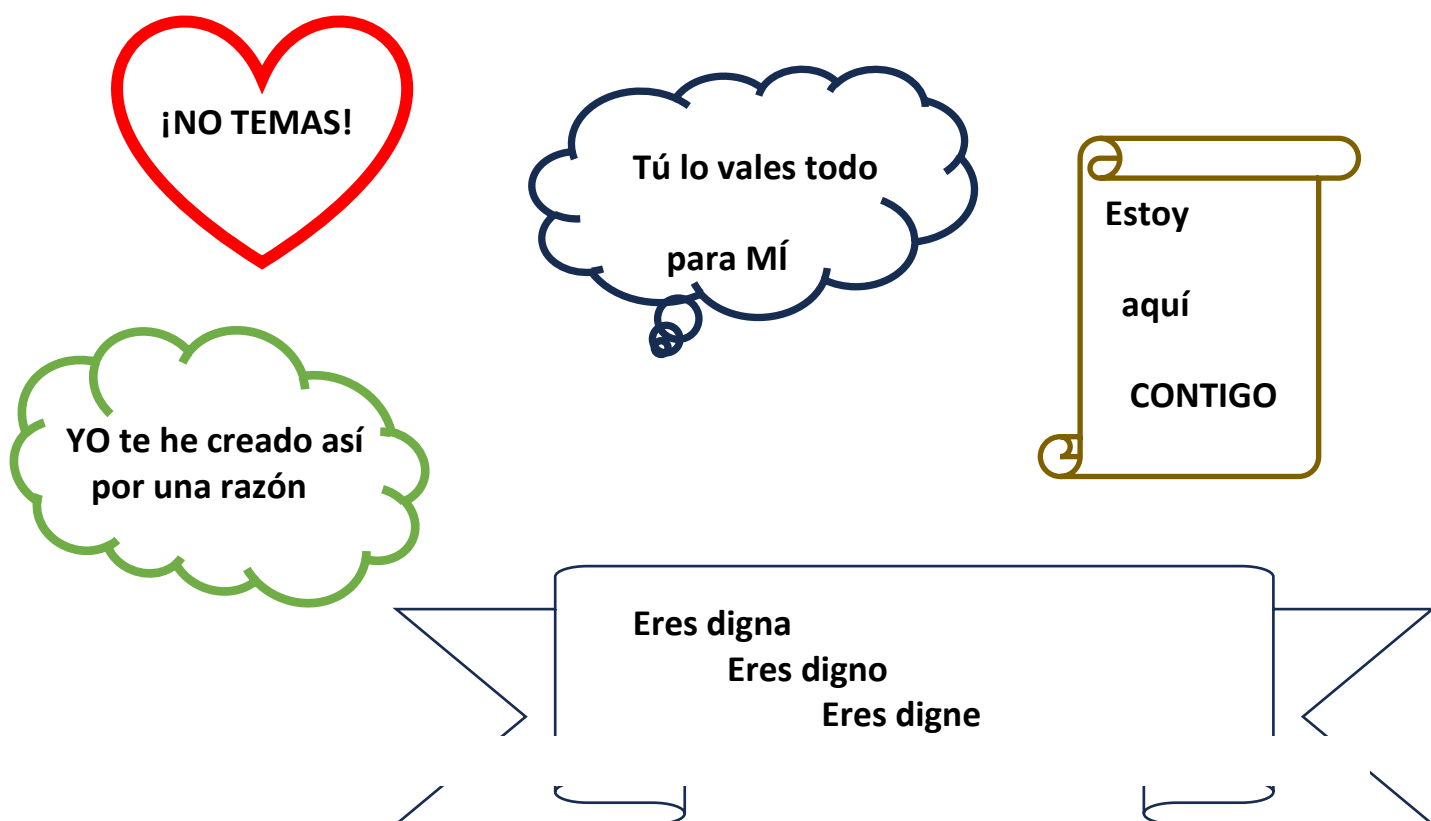 ¡NO TEMAS!
Tú lo vales todo
para MÍ
Estoy
aquí
CONTIGO
YO te he creado así
por una razón
Eres digna
Eres digno
Eres digne